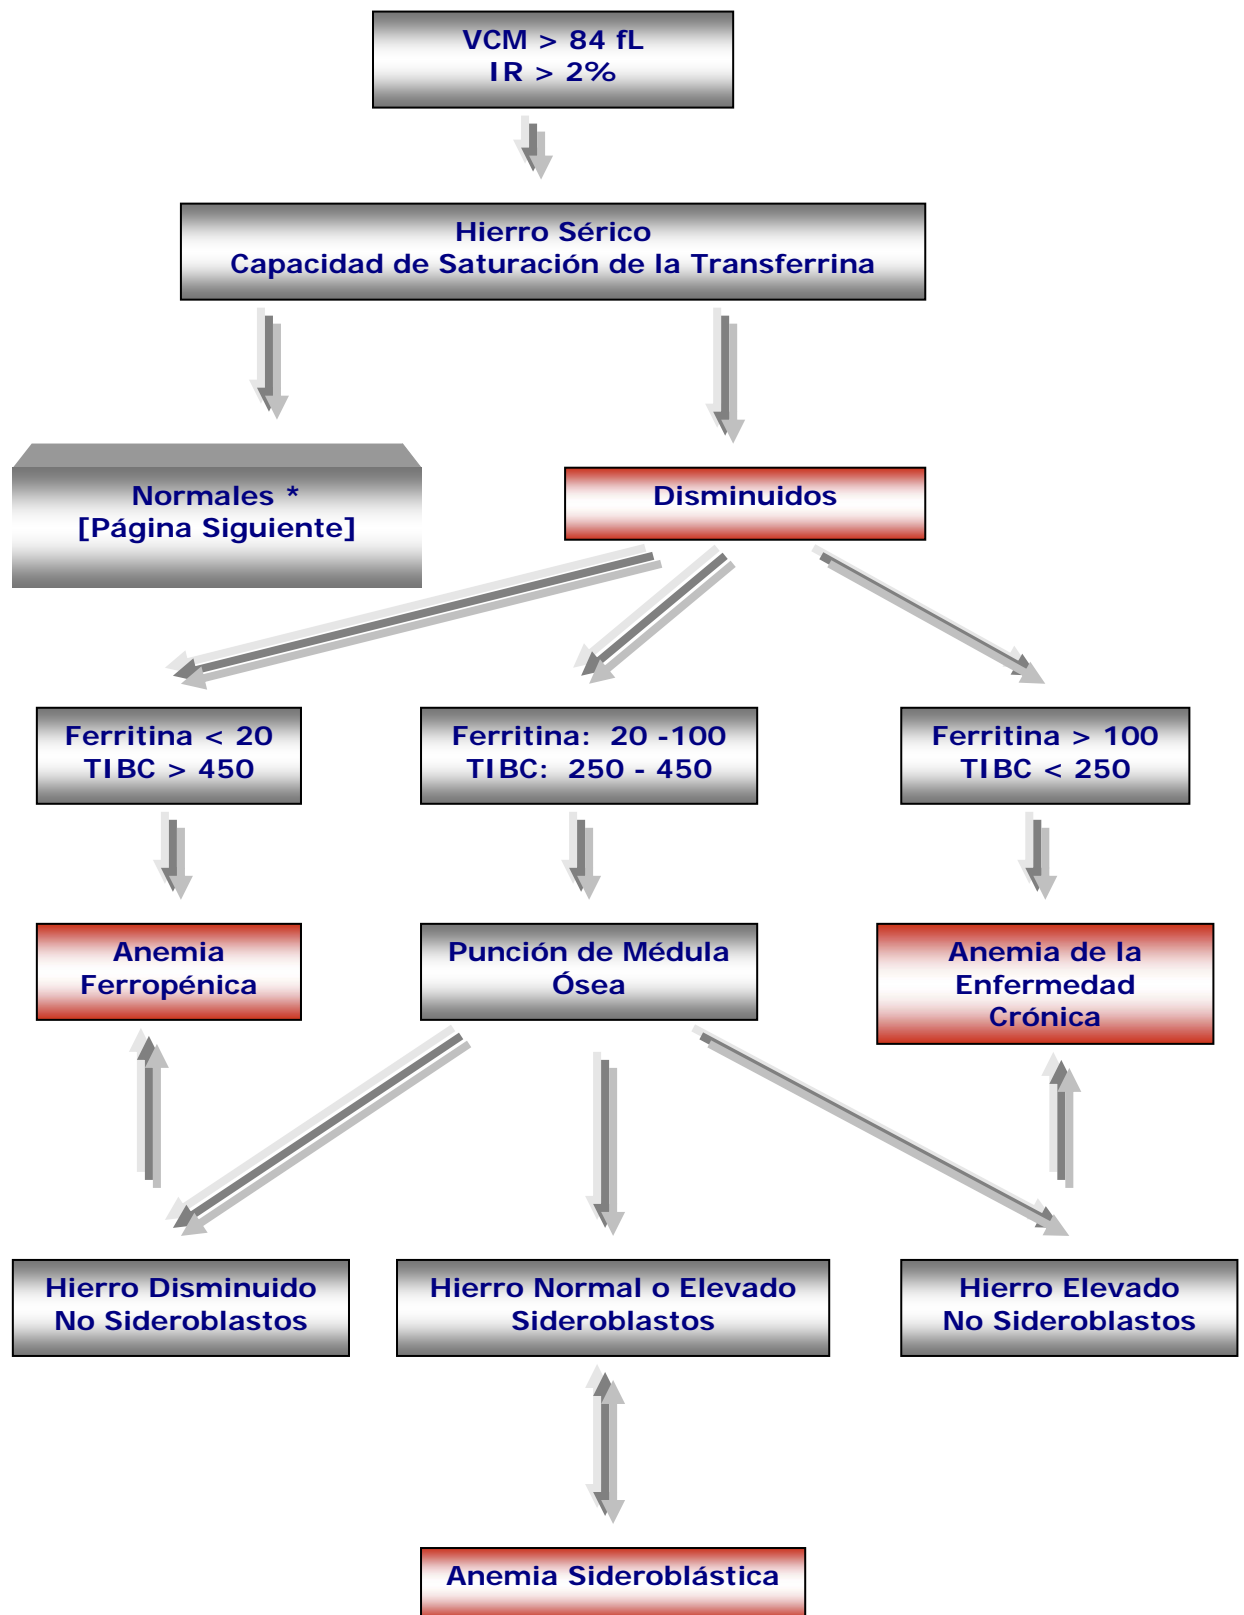 VCM > 84 fL
IR > 2%
Hierro Sérico
Capacidad de Saturación de la Transferrina
Normales *
[Página Siguiente]
Disminuidos
Ferritina < 20
TIBC > 450
Ferritina: 20 -100
TIBC: 250 - 450
Ferritina > 100
TIBC < 250
Anemia
Ferropénica
Punción de Médula
Ósea
Anemia de la
Enfermedad
Crónica
Hierro Disminuido
No Sideroblastos
Hierro Normal o Elevado
Sideroblastos
Hierro Elevado
No Sideroblastos
Anemia Sideroblástica